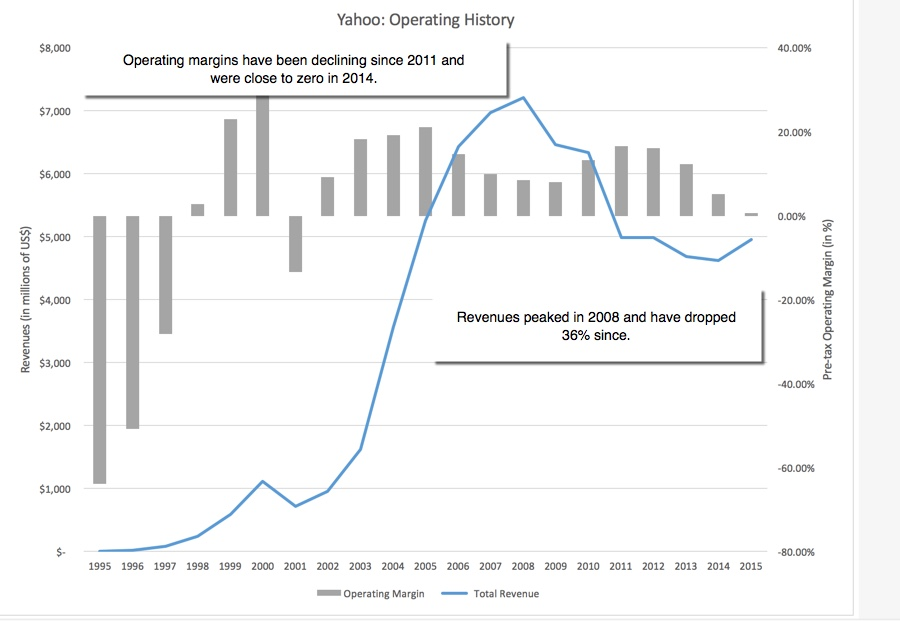 Yahoo: Operating History
Operating margins have been declining since 2011 and
were close to zero in 2014.
Revenues peaked in 2008 and have dropped
36% since.
Revenues (in millions of US$)
$8,000
$7,000
$6,000
$5,000
$4,000
$3,000
$2,000
$1,000
$-
40.00%
20.00%
0.00%
-20.00%
-40.00%
-60.00%
-80.00%
Pre-tax Operating Margin (in %)
1995 1996 1997 1998 1999 2000 2001 2002 2003 2004 2005 2006 2007 2008 2009 2010 2011 2012 2013 2014 2015
Operating Margin Total Revenue